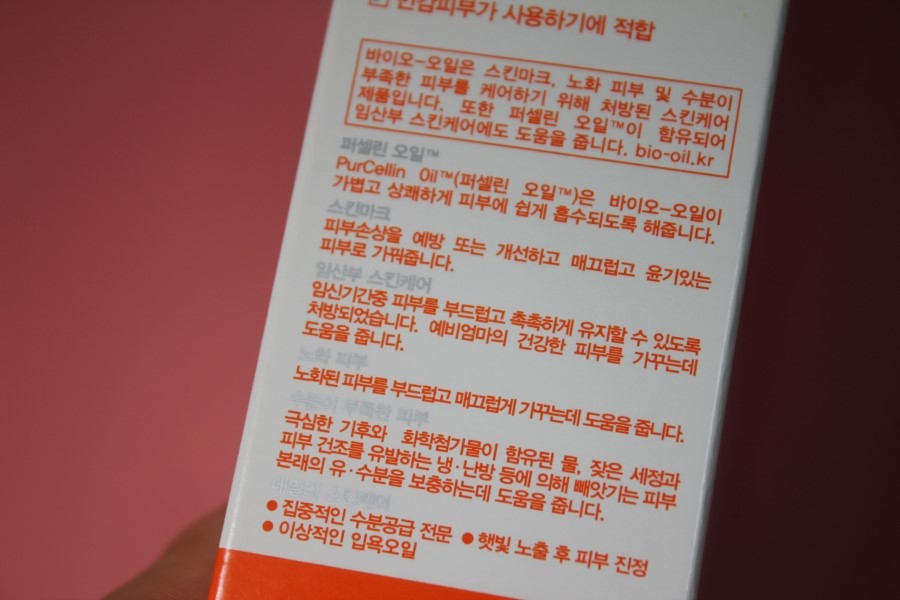 민감피부가 사용하기에 적합
바이오-오일은 스킨마크, 노화 피부 및 수분이
부족한 피부를 케어하기 위해 처방된 스킨케어
제품입니다. 또한 퍼셀린 오일™이 함유되어
임산부 스킨케어에도 도움을 줍니다. bio-oil.kr
퍼셀린 오일™
PurCellin Oil™(퍼셀린 오일™)은 바이오-오일이
가볍고 상쾌하게 피부에 쉽게 흡수되도록 해줍니다.
스킨마크
피부손상을 예방 또는 개선하고 매끄럽고 윤기있는
피부로 가꿔줍니다.
임산부 스킨케어
임신기간중 피부를 부드럽고 촉촉하게 유지할 수 있도록
처방되었습니다. 예비엄마의 건강한 피부를 가꾸는데
도움을 줍니다.
노화 피부
노화된 피부를 부드럽고 매끄럽게 가꾸는데 도움을 줍니다.
수분이 부족한 피부
극심한 기후와 화학첨가물이 함유된 물, 잦은 세정과
피부 건조를 유발하는 냉·난방 등에 의해 빼앗기는 피부
본래의 유·수분을 보충하는데 도움을 줍니다.
데일리 스킨케어
● 집중적인 수분공급 전문 ● 햇빛 노출 후 피부 진정
● 이상적인 입욕오일